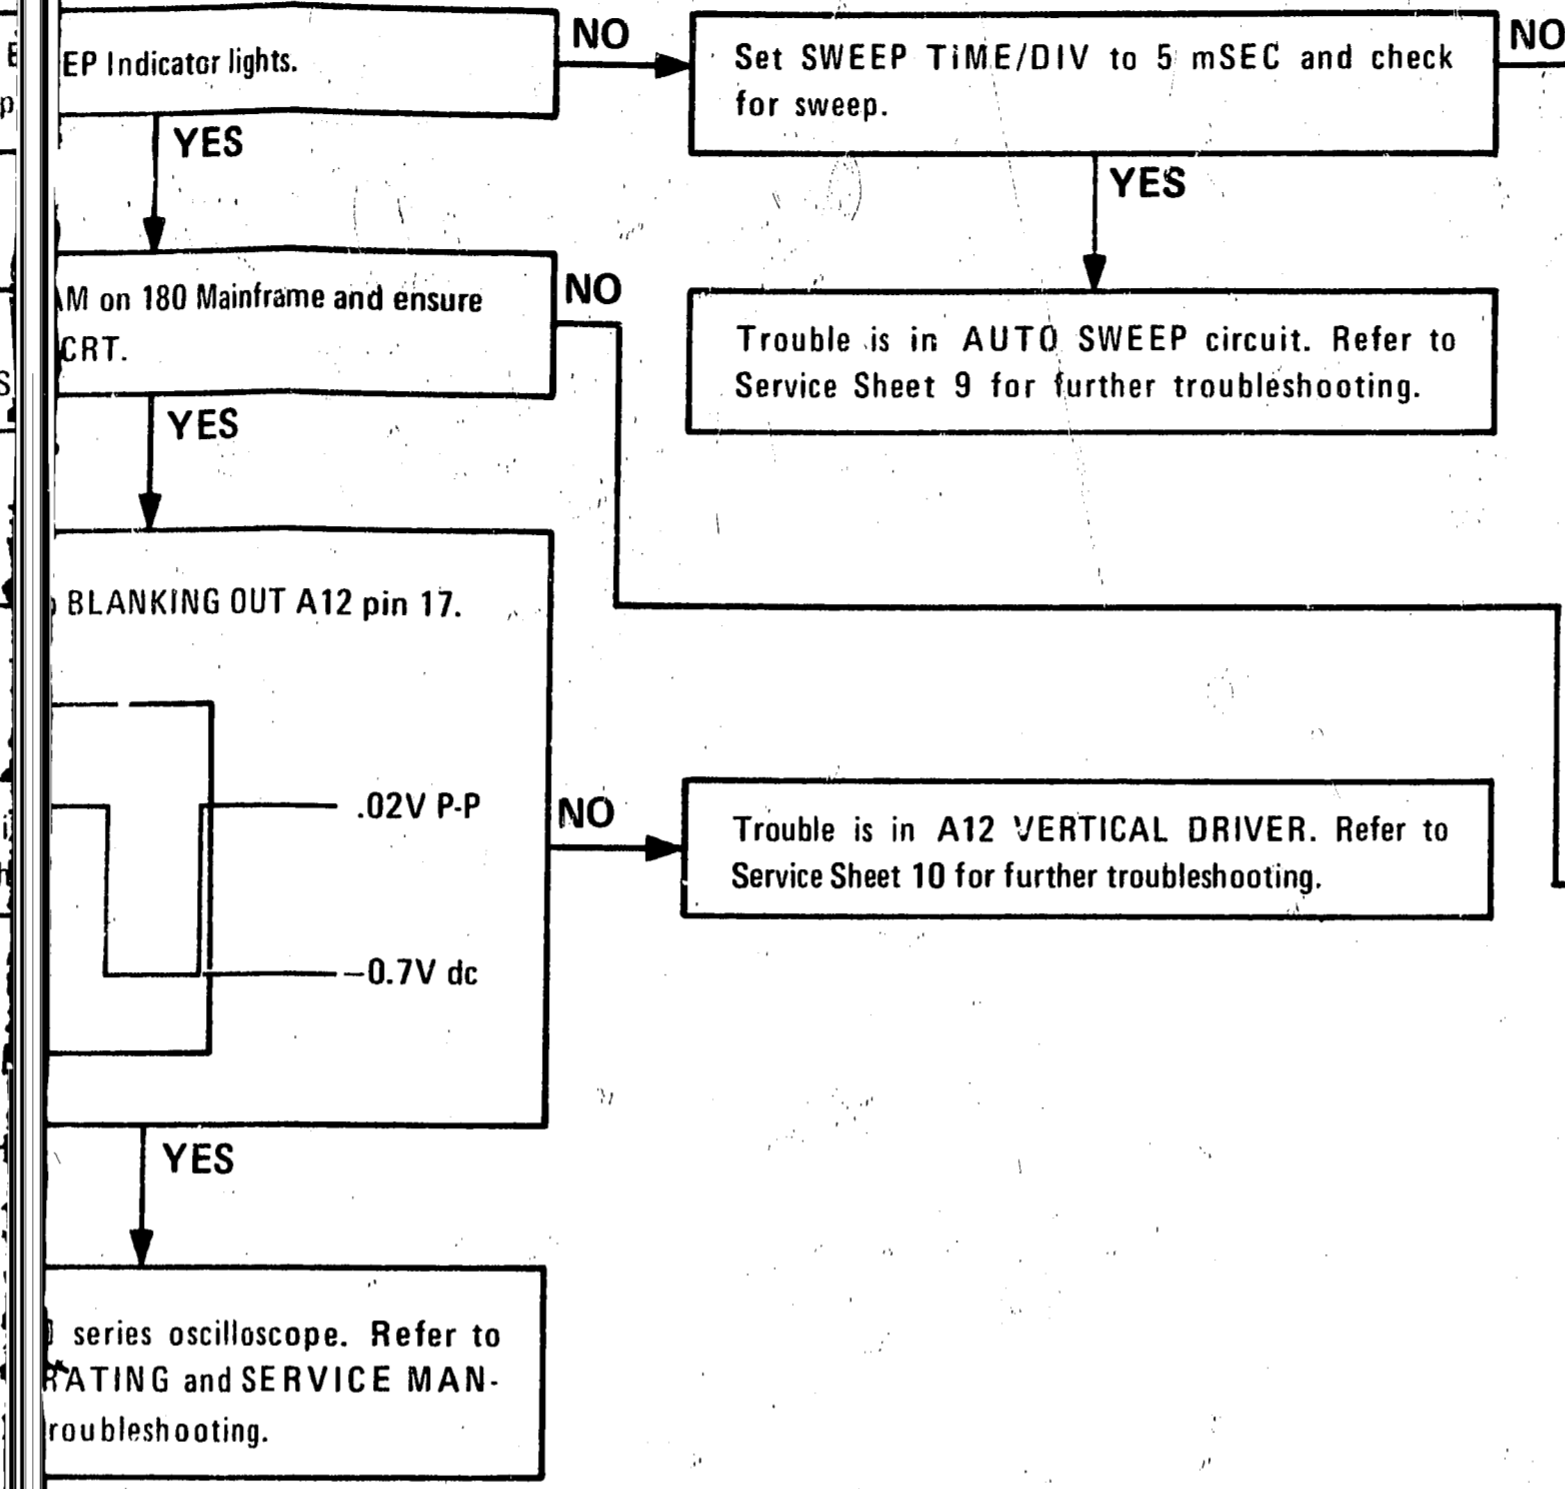 EP Indicator lights.
NO
Set SWEEP TIME/DIV to 5 mSEC and check
for sweep.
NO
YES
YES
M on 180 Mainframe and ensure
CRT.
NO
Trouble is in AUTO SWEEP circuit. Refer to
Service Sheet 9 for further troubleshooting.
YES
BLANKING OUT A12 pin 17.
.02V P-P
−0.7V dc
NO
Trouble is in A12 VERTICAL DRIVER. Refer to
Service Sheet 10 for further troubleshooting.
YES
series oscilloscope. Refer to
RATING and SERVICE MAN-
roubleshooting.